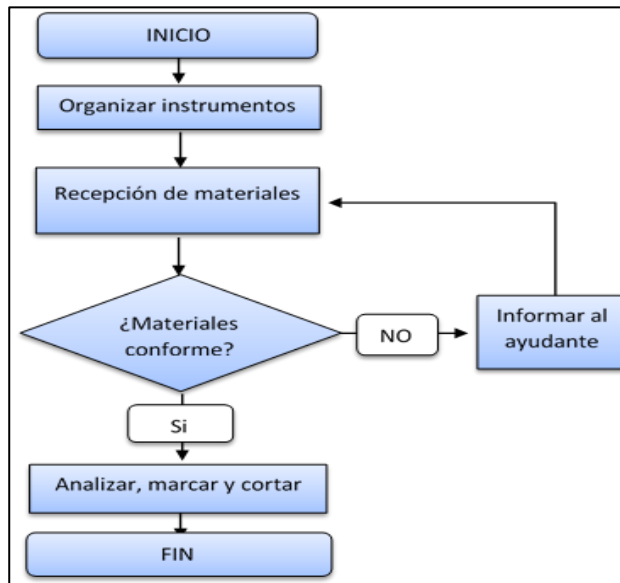 INICIO
Organizar instrumentos
Recepción de materiales
¿Materiales
conforme?
NO
Informar al
ayudante
Si
Analizar, marcar y cortar
FIN